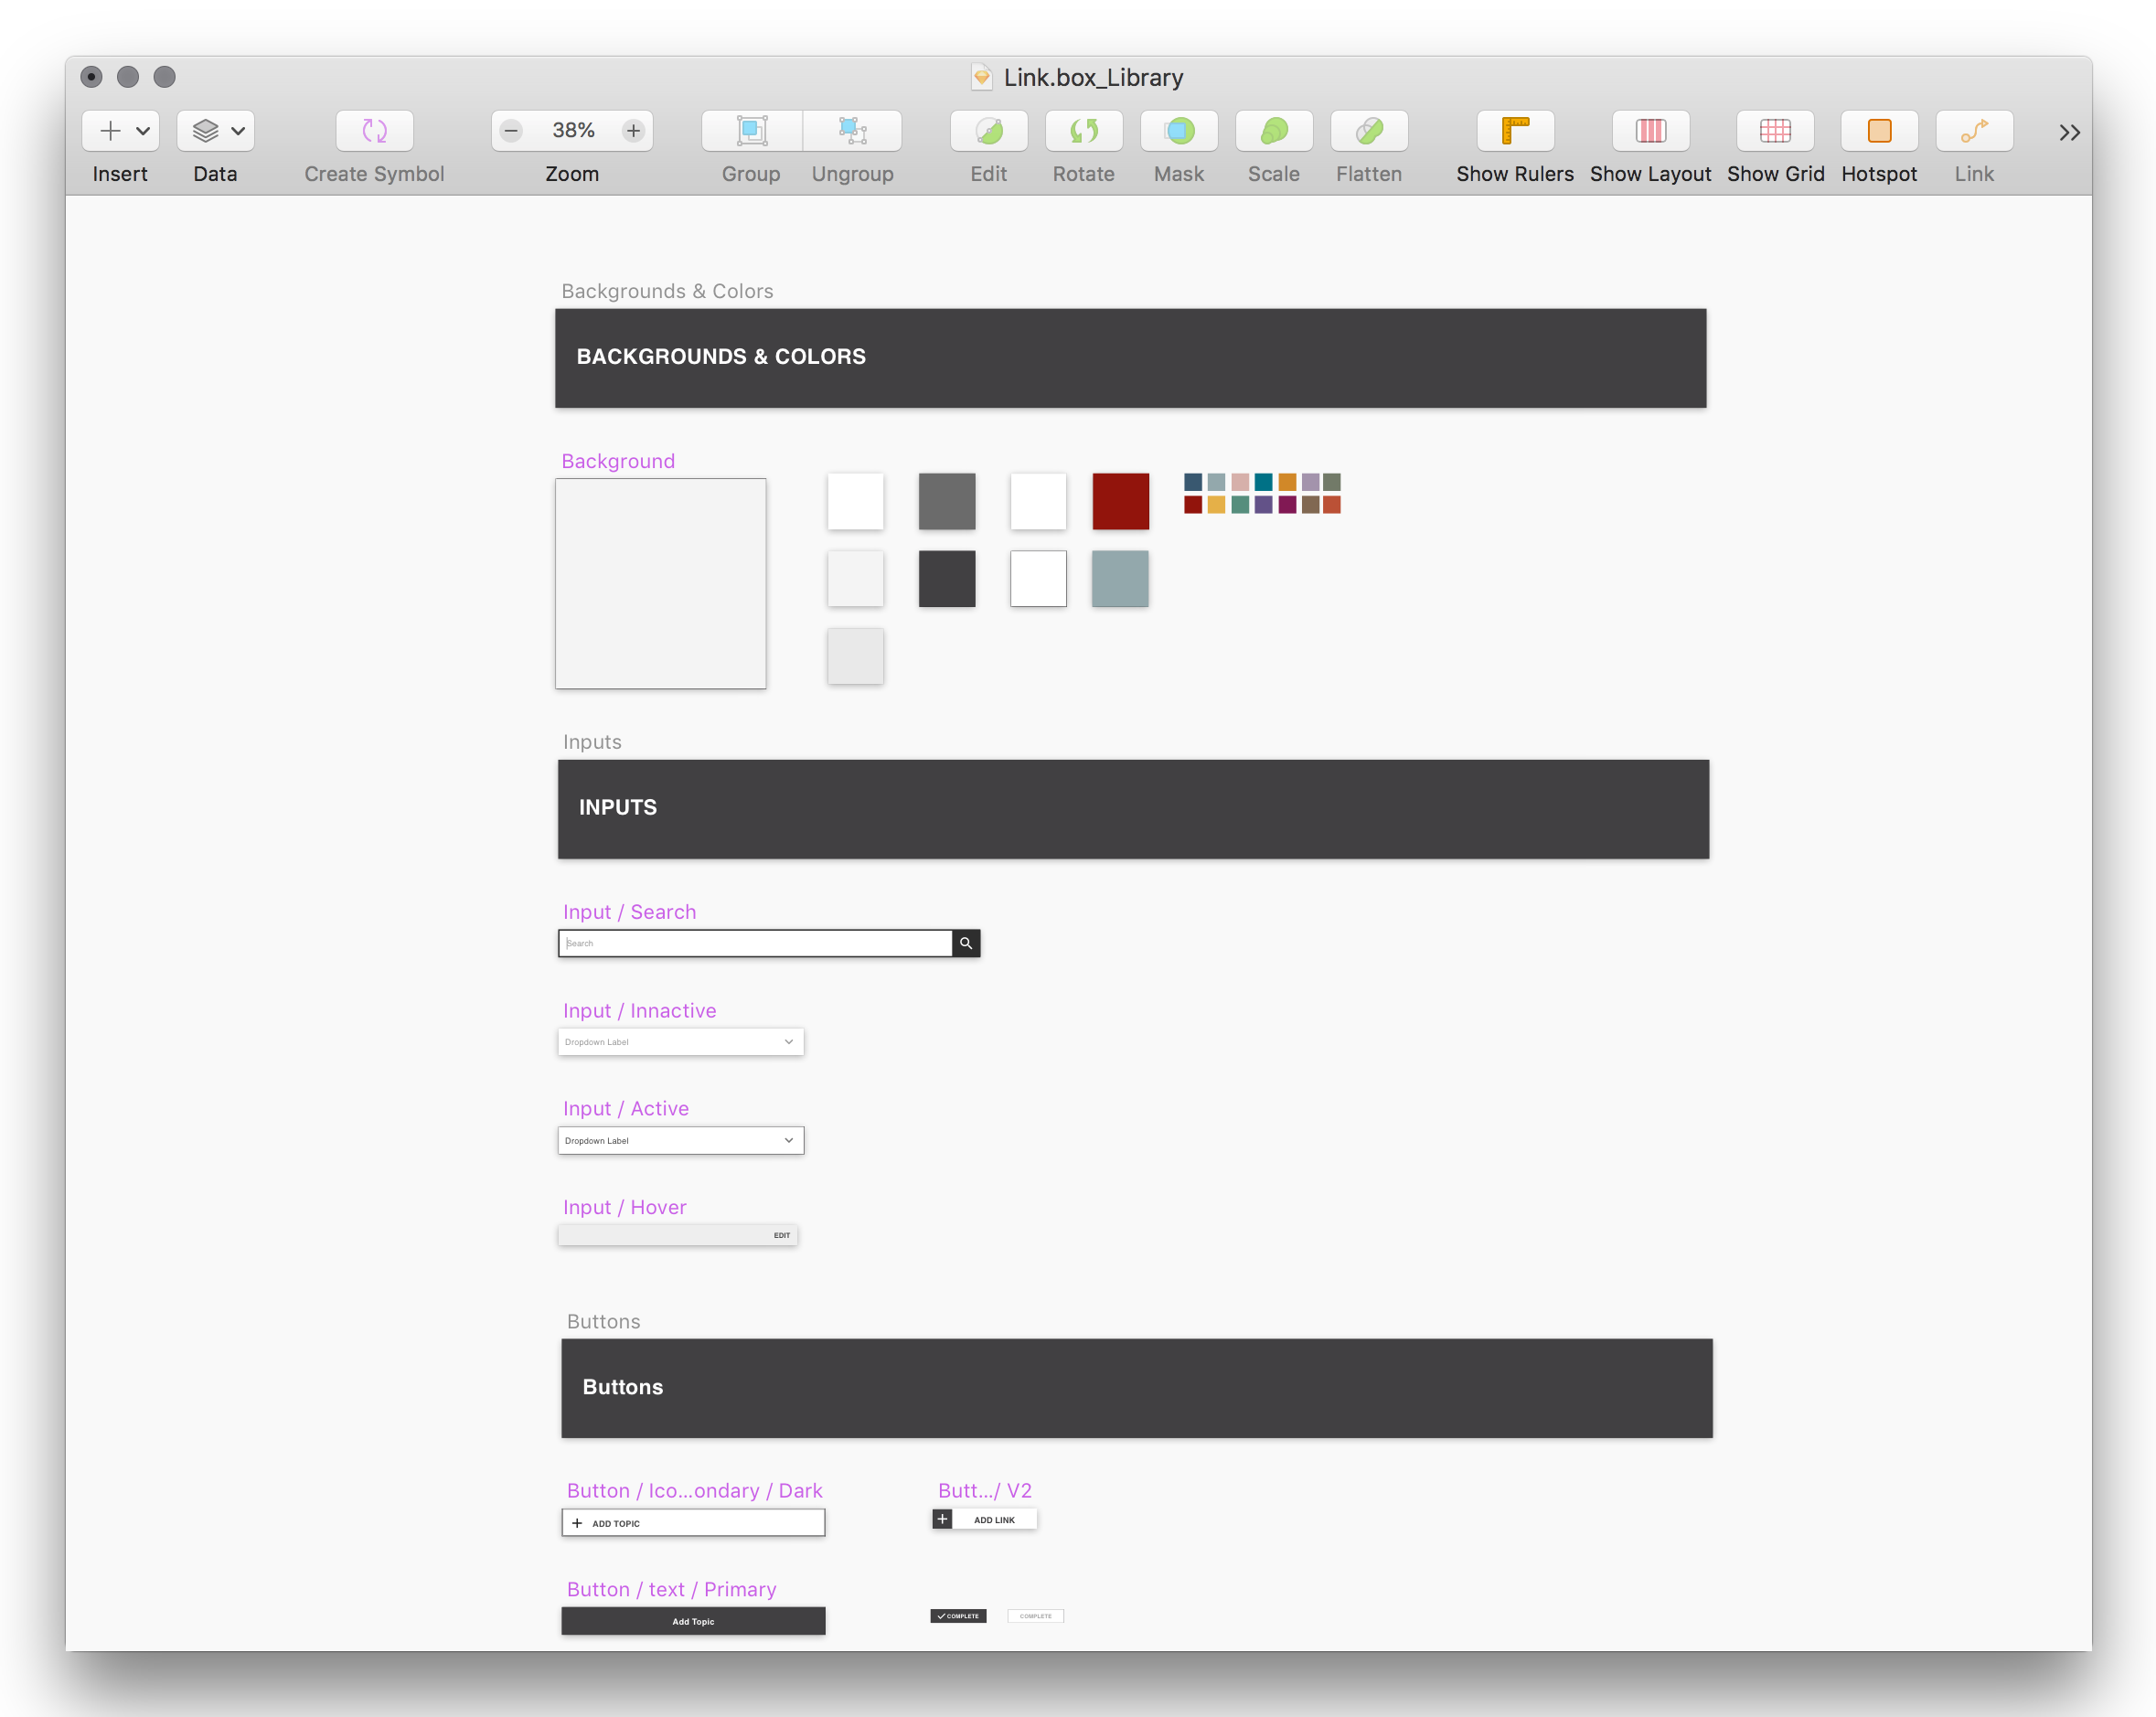 Link.box_Library
38%
Insert Data Create Symbol Zoom Group Ungroup Edit Rotate Mask Scale Flatten Show Rulers Show Layout Show Grid Hotspot Link
Backgrounds & Colors
BACKGROUNDS & COLORS
Background
Inputs
INPUTS
Input / Search
Search
Input / Innactive
Dropdown Label
Input / Active
Dropdown Label
Input / Hover
EDIT
Buttons
Buttons
Button / Ico...ondary / Dark Butt.../ V2
ADD TOPIC ADD LINK
Button / text / Primary
Add Topic COMPLETE COMPLETE